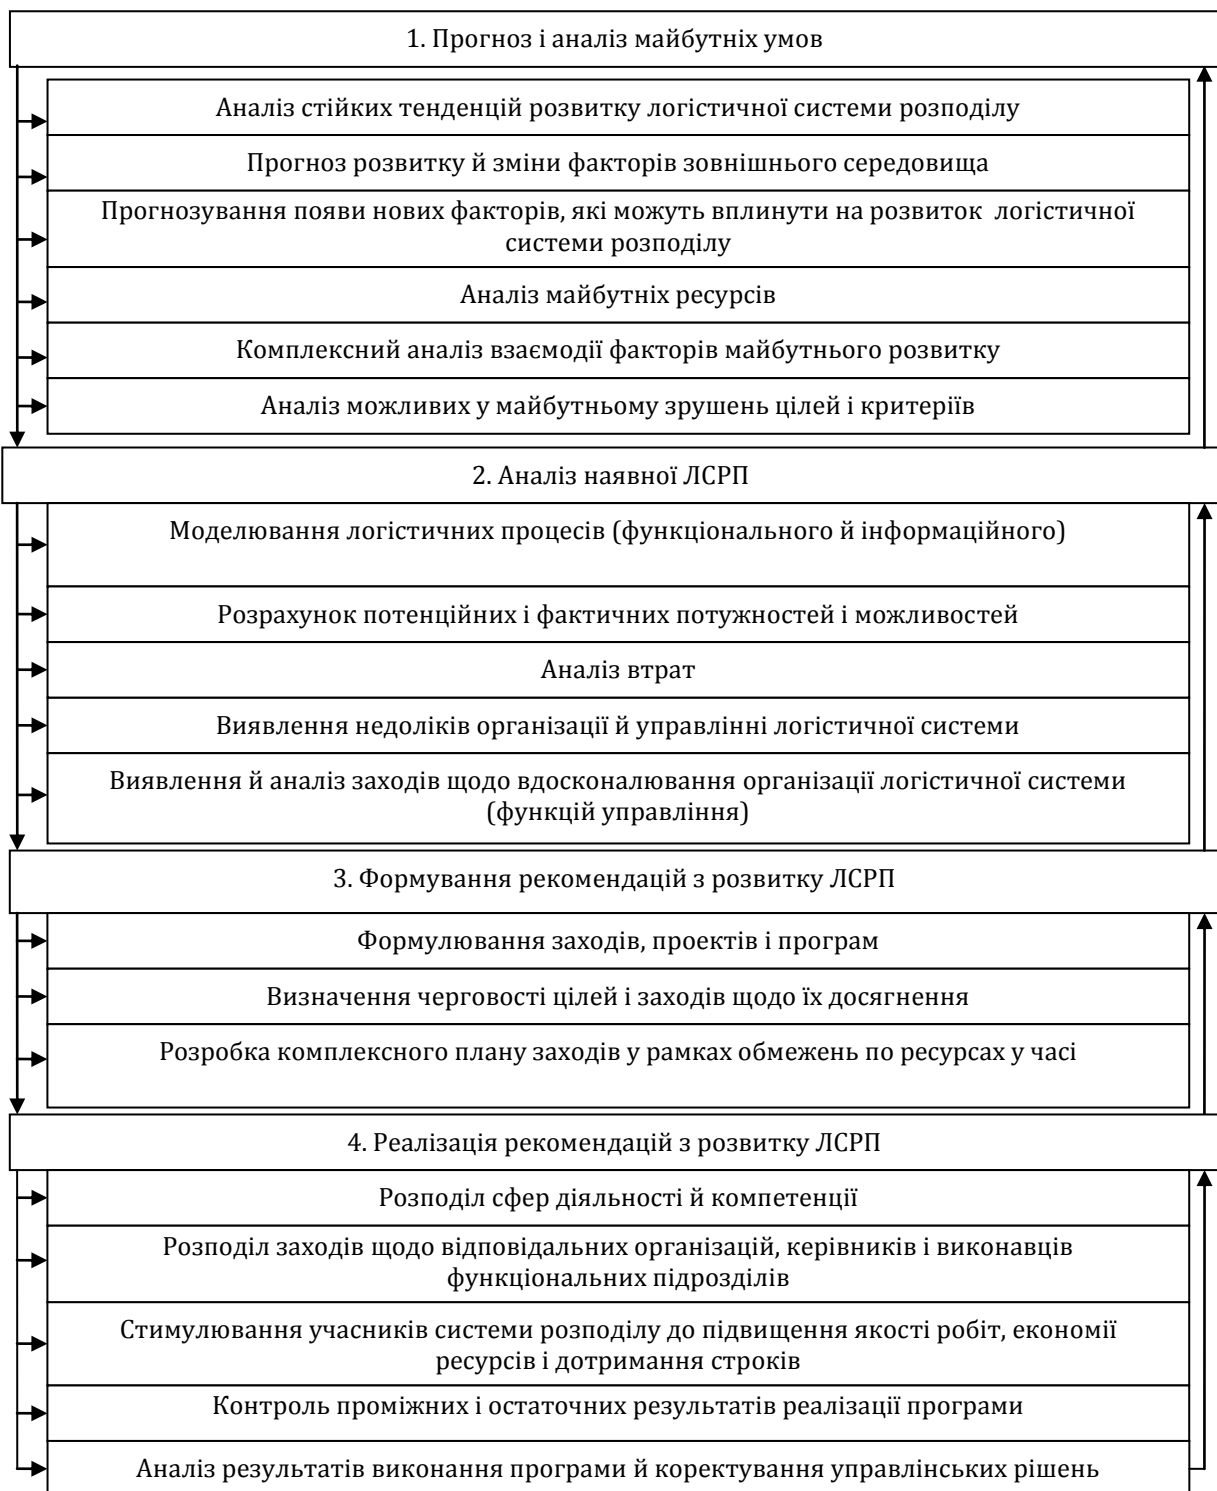 1. Прогноз і аналіз майбутніх умов
Аналіз стійких тенденцій розвитку логістичної системи розподілу
Прогноз розвитку й зміни факторів зовнішнього середовища
Прогнозування появи нових факторів, які можуть вплинути на розвиток логістичної
системи розподілу
Аналіз майбутніх ресурсів
Комплексний аналіз взаємодії факторів майбутнього розвитку
Аналіз можливих у майбутньому зрушень цілей і критеріїв
2. Аналіз наявної ЛСРП
Моделювання логістичних процесів (функціонального й інформаційного)
Розрахунок потенційних і фактичних потужностей і можливостей
Аналіз втрат
Виявлення недоліків організації й управлінні логістичної системи
Виявлення й аналіз заходів щодо вдосконалювання організації логістичної системи
(функцій управління)
3. Формування рекомендацій з розвитку ЛСРП
Формулювання заходів, проектів і програм
Визначення черговості цілей і заходів щодо їх досягнення
Розробка комплексного плану заходів у рамках обмежень по ресурсах у часі
4. Реалізація рекомендацій з розвитку ЛСРП
Розподіл сфер діяльності й компетенції
Розподіл заходів щодо відповідальних організацій, керівників і виконавців
функціональних підрозділів
Стимулювання учасників системи розподілу до підвищення якості робіт, економії
ресурсів і дотримання строків
Контроль проміжних і остаточних результатів реалізації програми
Аналіз результатів виконання програми й коректування управлінських рішень